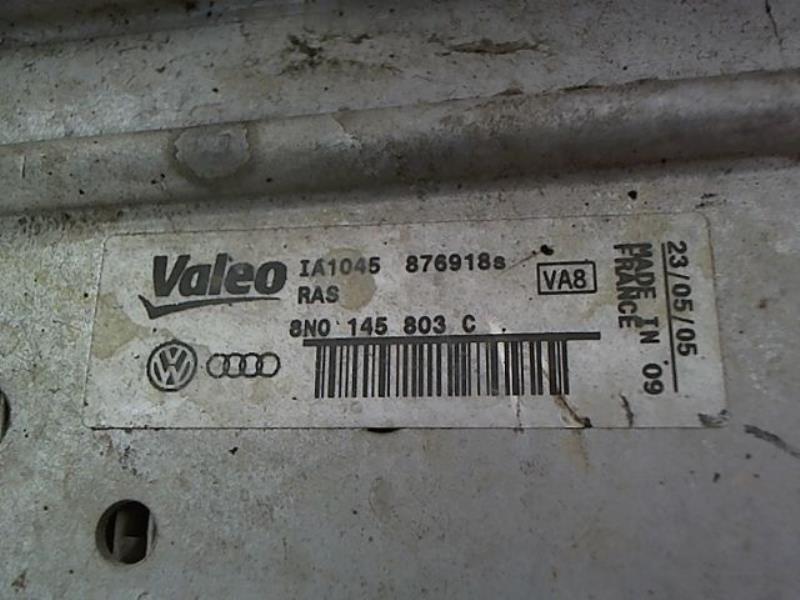 Valeo
IA1045 876918s
RAS
VA8
8N0 145 803 C
23/05/05
MADE IN 09
FRANCE